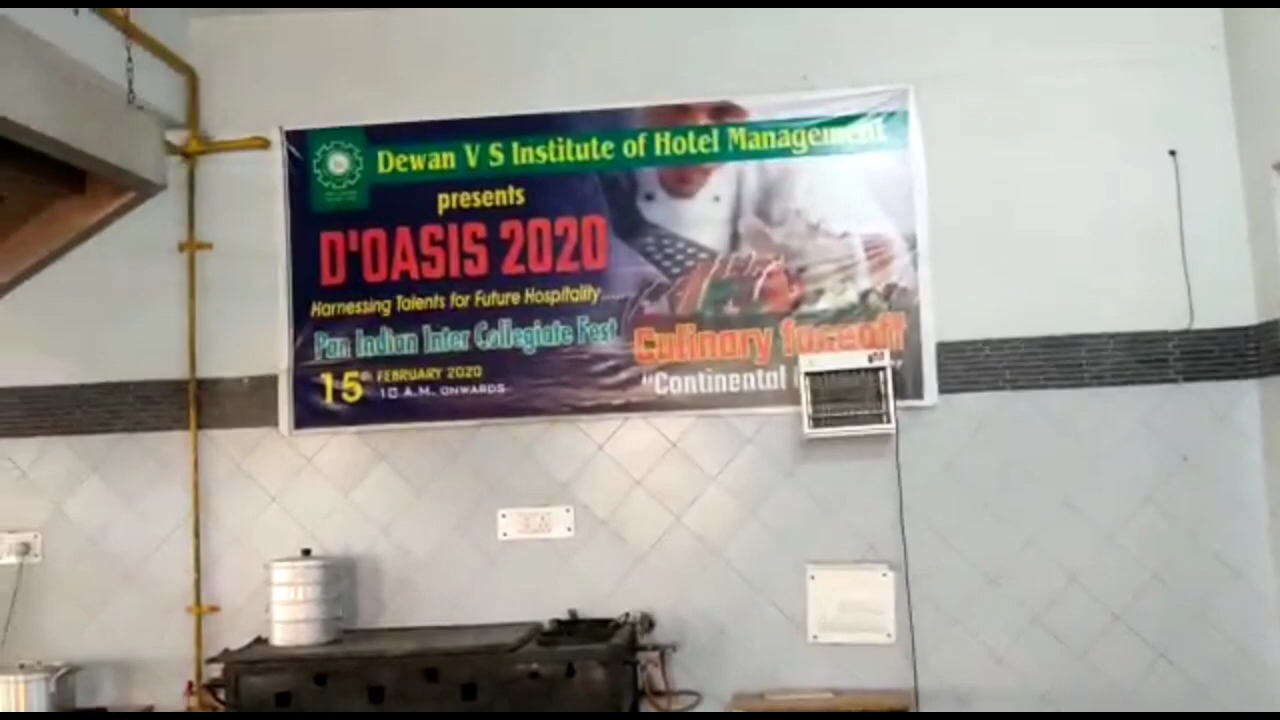 Dewan V S Institute of Hotel Management
presents
D'OASIS 2020
Harnessing Talents for Future Hospitality.....
Pan Indian Inter Collegiate Fest
15th FEBRUARY 2020
10 A.M. ONWARDS
Culinary faceoff
"Continental